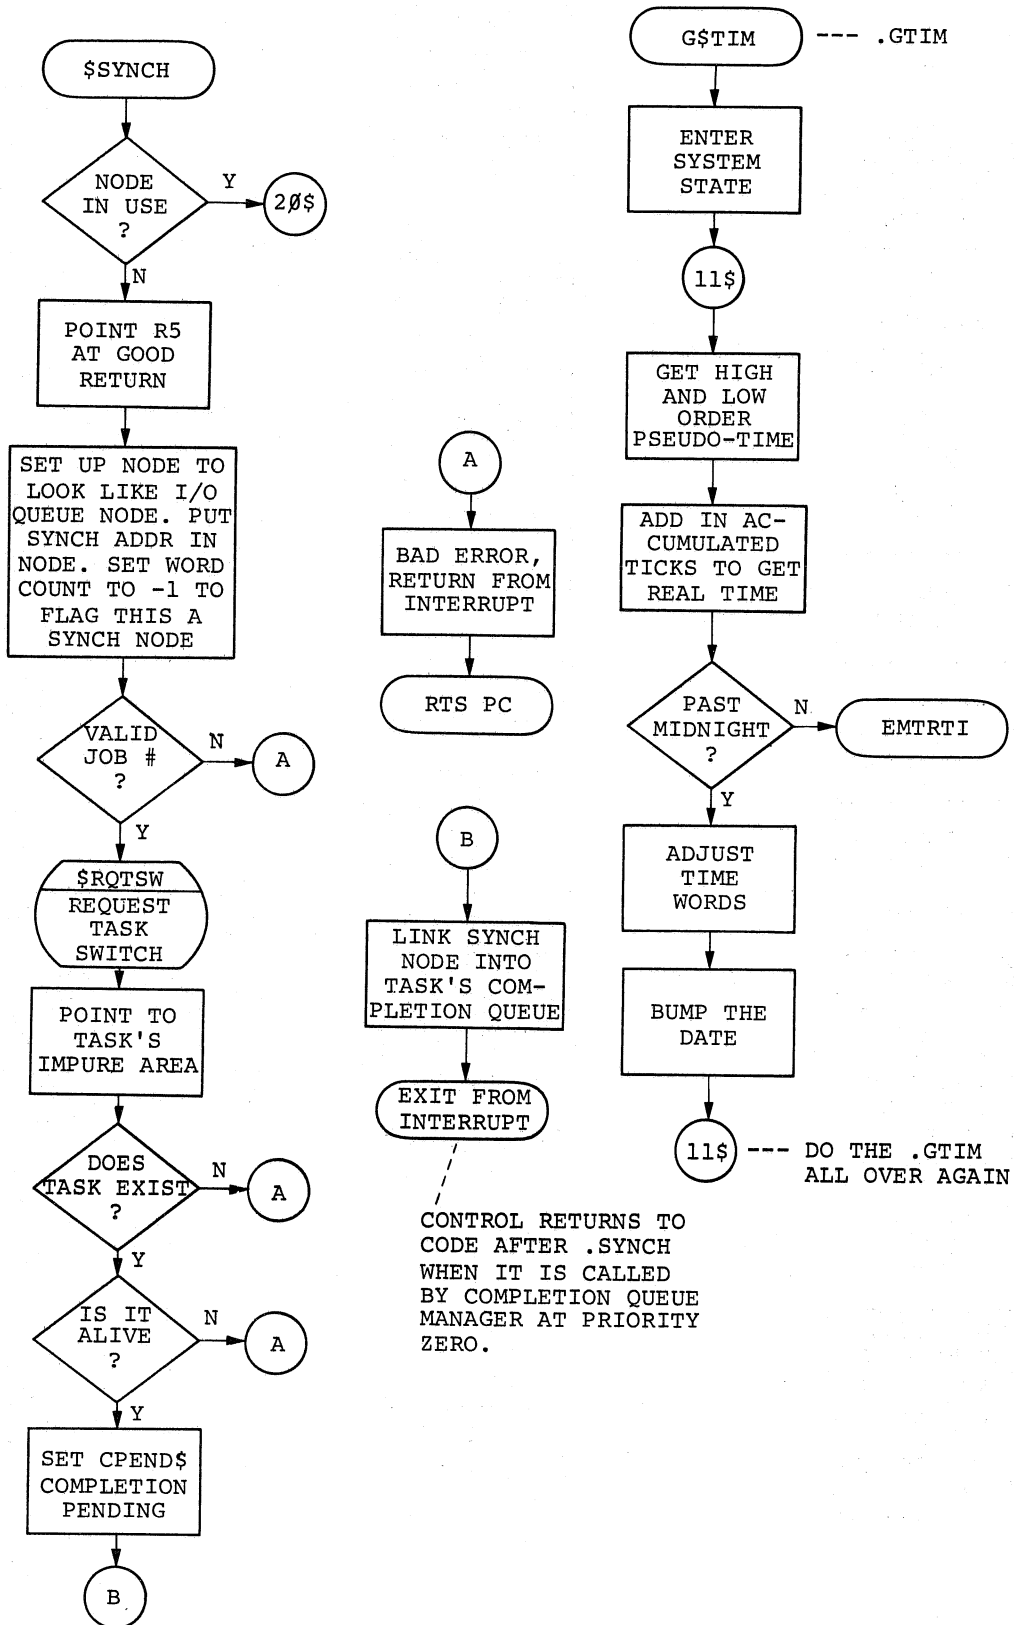 $SYNCH
NODE
IN USE
?
Y
2Ø$
N
POINT R5
AT GOOD
RETURN
SET UP NODE TO
LOOK LIKE I/O
QUEUE NODE. PUT
SYNCH ADDR IN
NODE. SET WORD
COUNT TO -1 TO
FLAG THIS A
SYNCH NODE
VALID
JOB #
?
N
A
Y
$RQTSW
REQUEST
TASK
SWITCH
POINT TO
TASK'S
IMPURE AREA
DOES
TASK EXIST
?
N
A
Y
IS IT
ALIVE
?
N
A
Y
SET CPEND$
COMPLETION
PENDING
B
A
BAD ERROR,
RETURN FROM
INTERRUPT
RTS PC
B
LINK SYNCH
NODE INTO
TASK'S COM-
PLETION QUEUE
EXIT FROM
INTERRUPT
CONTROL RETURNS TO
CODE AFTER .SYNCH
WHEN IT IS CALLED
BY COMPLETION QUEUE
MANAGER AT PRIORITY
ZERO.
G$TIM --- .GTIM
ENTER
SYSTEM
STATE
11$
GET HIGH
AND LOW
ORDER
PSEUDO-TIME
ADD IN AC-
CUMULATED
TICKS TO GET
REAL TIME
PAST
MIDNIGHT
?
N
EMTRTI
Y
ADJUST
TIME
WORDS
BUMP THE
DATE
11$ --- DO THE .GTIM
ALL OVER AGAIN